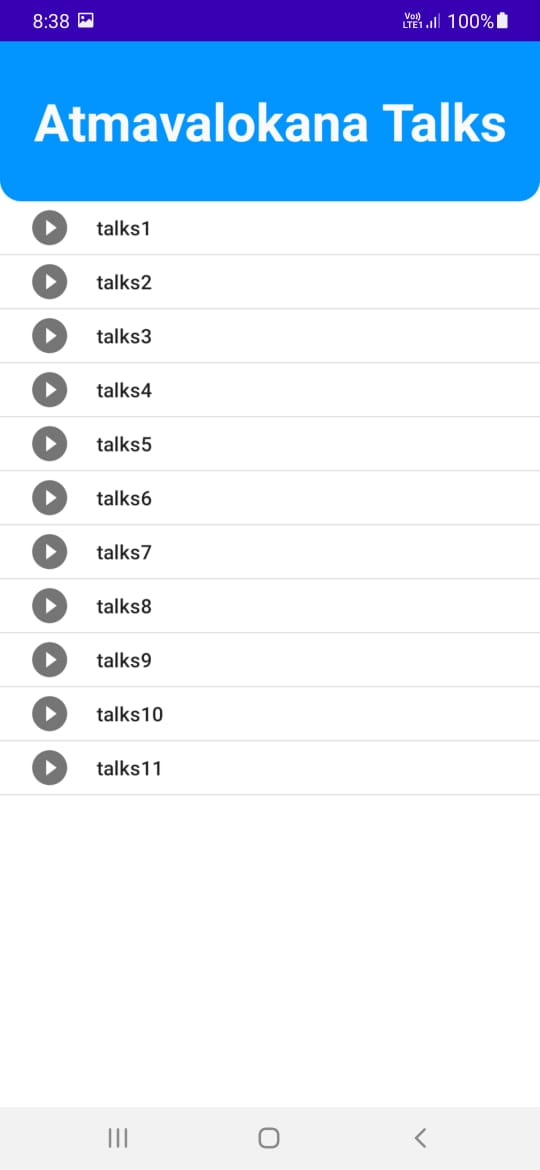 8:38 Vo) LTE1 100%
Atmavalokana Talks
talks1
talks2
talks3
talks4
talks5
talks6
talks7
talks8
talks9
talks10
talks11